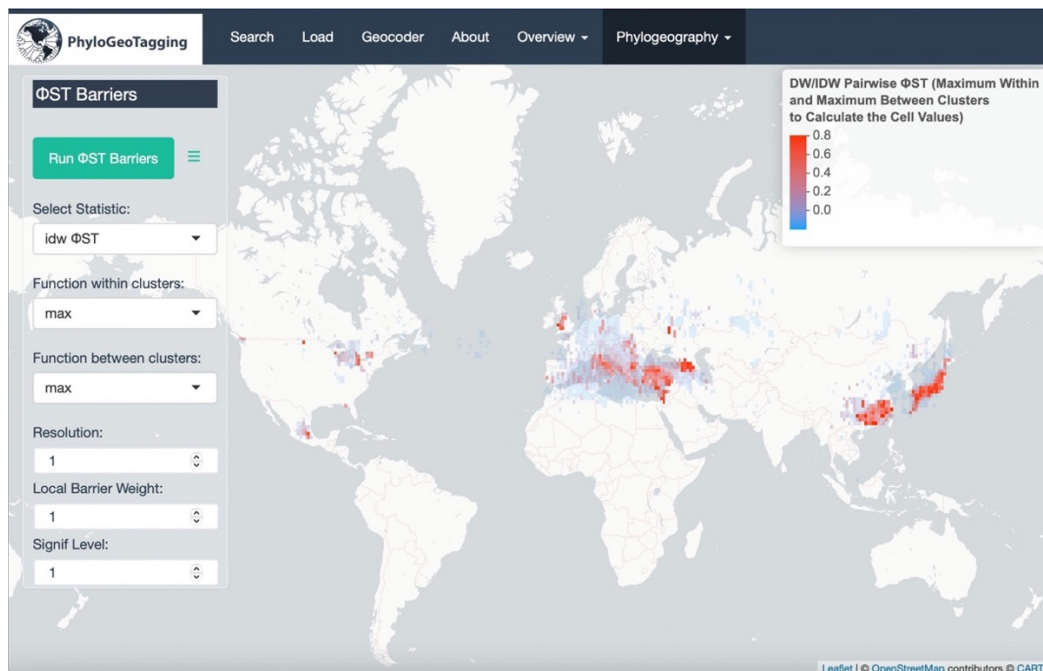 PhyloGeoTagging
Search Load Geocoder About Overview Phylogeography
ΦST Barriers
Run ΦST Barriers
Select Statistic:
idw ΦST
Function within clusters:
max
Function between clusters:
max
Resolution:
1
Local Barrier Weight:
1
Signif Level:
1
DW/IDW Pairwise ΦST (Maximum Within
and Maximum Between Clusters
to Calculate the Cell Values)
0.8
0.6
0.4
0.2
0.0
Leaflet | © OpenStreetMap contributors © CART